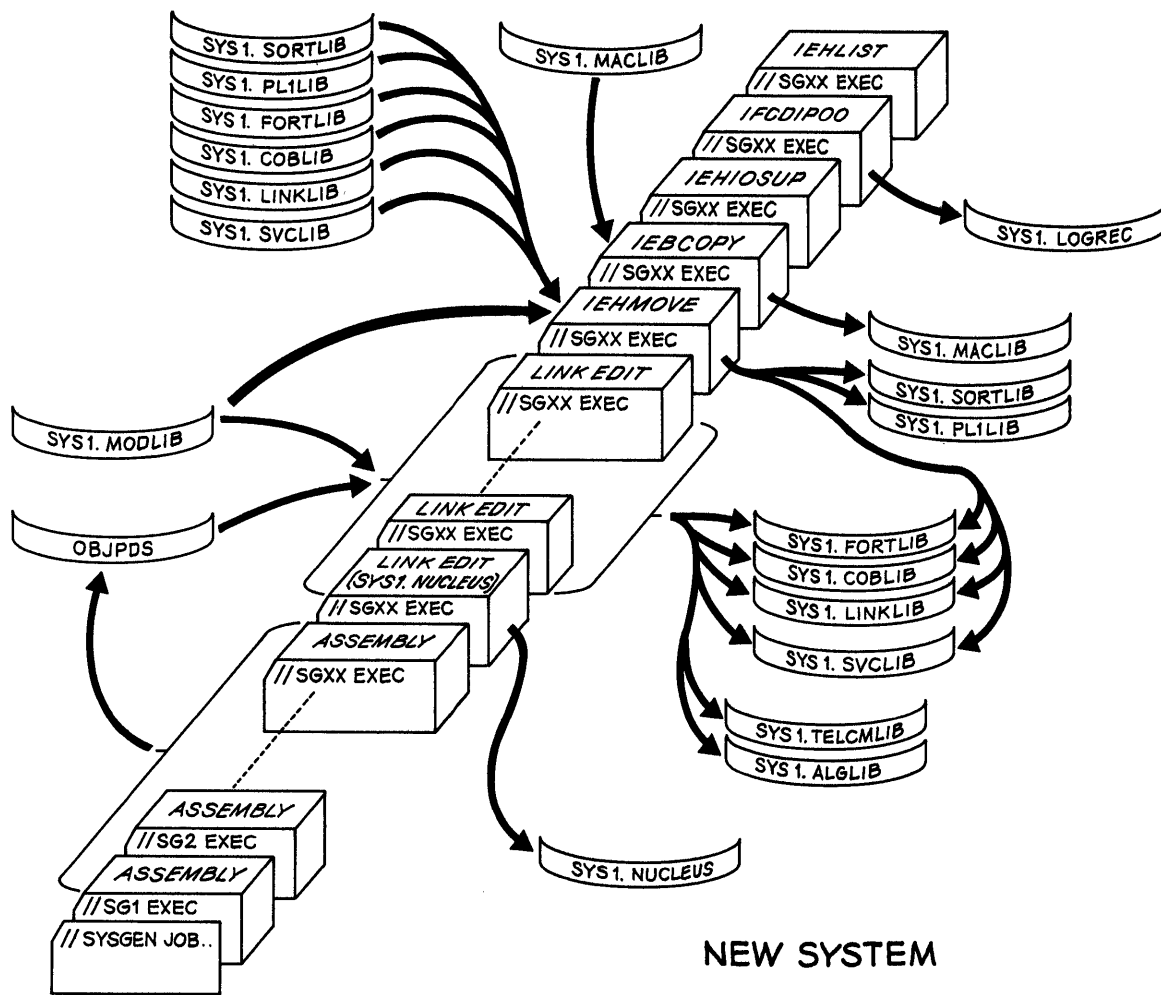 SYS1. SORTLIB
SYS1. PL1LIB
SYS1. FORTLIB
SYS1. COBLIB
SYS1. LINKLIB
SYS1. SVCLIB
SYS1. MACLIB
IEHLIST
// SGXX EXEC
IFCDIPOO
// SGXX EXEC
IEHIOSUP
// SGXX EXEC
IEBCOPY
// SGXX EXEC
IEHMOVE
// SGXX EXEC
LINK EDIT
// SGXX EXEC
SYS1. LOGREC
SYS1. MACLIB
SYS1. SORTLIB
SYS1. PL1LIB
SYS1. MODLIB
OBJPDS
LINK EDIT
// SGXX EXEC
LINK EDIT
(SYS1. NUCLEUS)
// SGXX EXEC
ASSEMBLY
// SGXX EXEC
SYS1. FORTLIB
SYS1. COBLIB
SYS1. LINKLIB
SYS1. SVCLIB
SYS1. TELCMLIB
SYS1. ALGLIB
ASSEMBLY
// SG2 EXEC
ASSEMBLY
// SG1 EXEC
// SYSGEN JOB..
SYS1. NUCLEUS
NEW SYSTEM